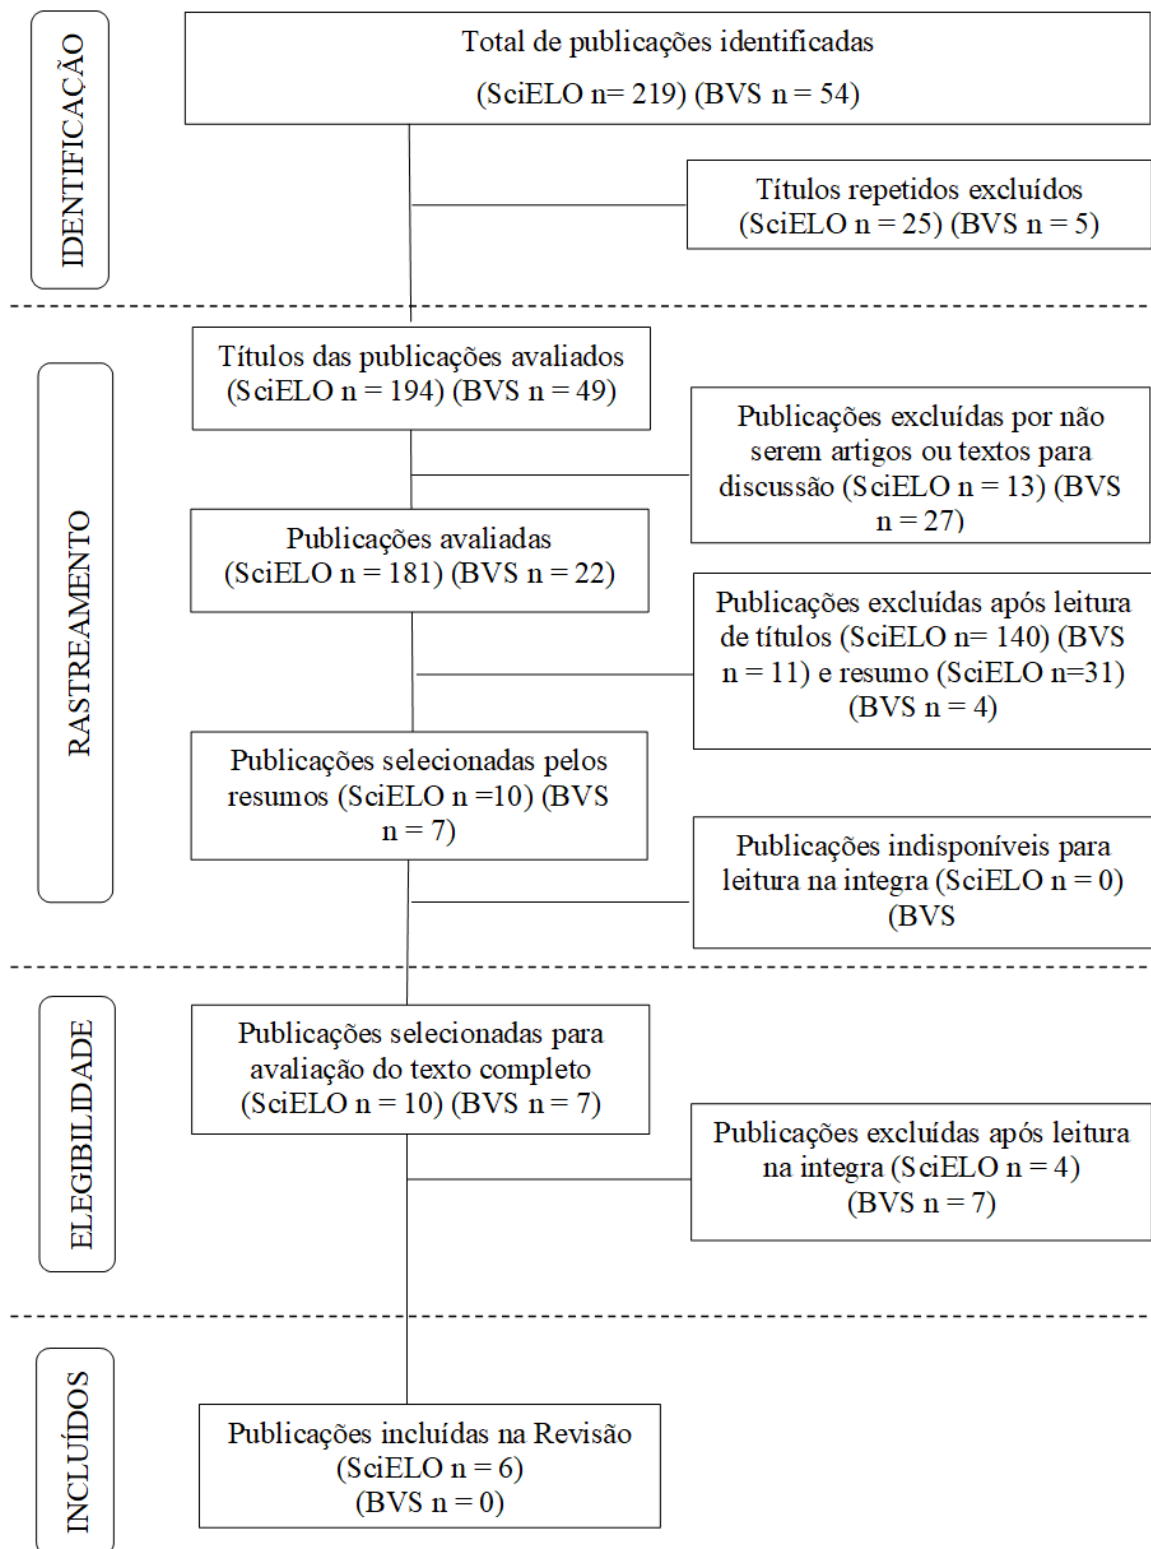 IDENTIFICAÇÃO
Total de publicações identificadas
(SciELO n= 219) (BVS n = 54)
Títulos repetidos excluídos
(SciELO n = 25) (BVS n = 5)
RASTREAMENTO
Títulos das publicações avaliados
(SciELO n = 194) (BVS n = 49)
Publicações excluídas por não
serem artigos ou textos para
discussão (SciELO n = 13) (BVS
n = 27)
Publicações avaliadas
(SciELO n = 181) (BVS n = 22)
Publicações excluídas após leitura
de títulos (SciELO n= 140) (BVS
n = 11) e resumo (SciELO n=31)
(BVS n = 4)
Publicações selecionadas pelos
resumos (SciELO n =10) (BVS
n = 7)
Publicações indisponíveis para
leitura na integra (SciELO n = 0)
(BVS
ELEGIBILIDADE
Publicações selecionadas para
avaliação do texto completo
(SciELO n = 10) (BVS n = 7)
Publicações excluídas após leitura
na integra (SciELO n = 4)
(BVS n = 7)
INCLUÍDOS
Publicações incluídas na Revisão
(SciELO n = 6)
(BVS n = 0)